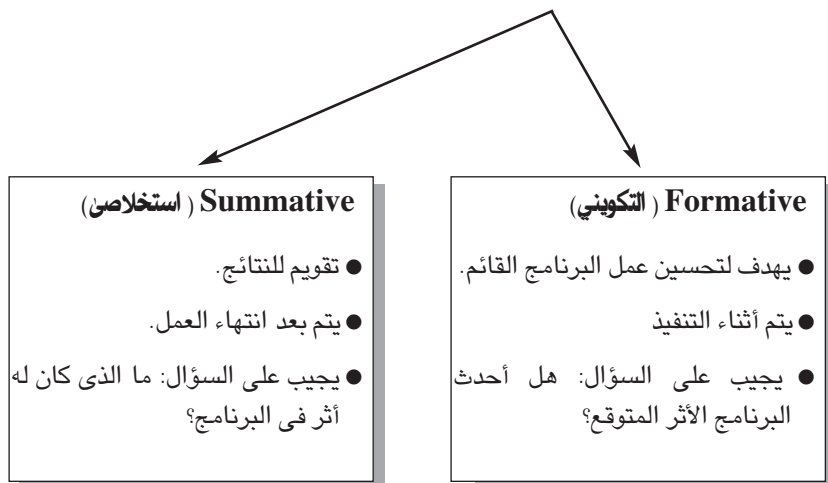 Formative ( التكويني)
● يهدف لتحسين عمل البرنامج القائم.
● يتم أثناء التنفيذ
● يجيب على السؤال: هل أحدث
البرنامج الأثر المتوقع؟
Summative ( استخلاصى)
● تقويم للنتائج.
● يتم بعد انتهاء العمل.
● يجيب على السؤال: ما الذى كان له
أثر فى البرنامج؟